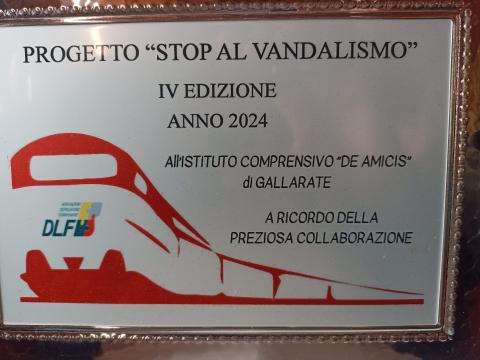 PROGETTO “STOP AL VANDALISMO”
IV EDIZIONE
ANNO 2024
All'ISTITUTO COMPRENSIVO “DE AMICIS”
di GALLARATE
DLF
A RICORDO DELLA
PREZIOSA COLLABORAZIONE